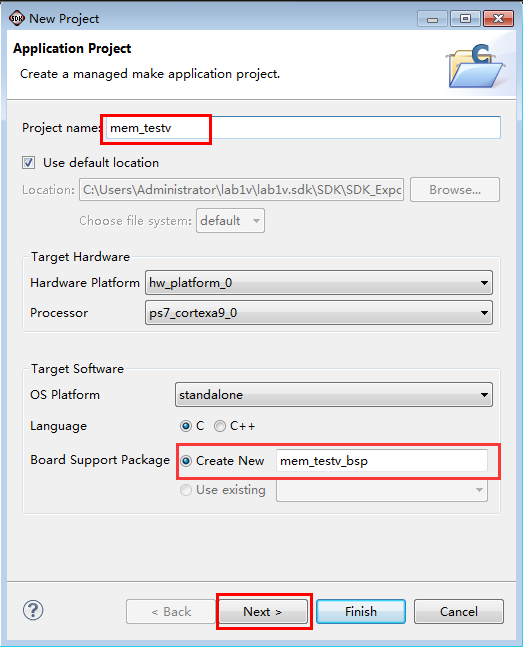 SDK New Project
Application Project
Create a managed make application project.
C
Project name: mem_testv
Use default location
Location: C:\Users\Administrator\lab1v\lab1v.sdk\SDK\SDK_Expc Browse...
Choose file system: default
Target Hardware
Hardware Platform hw_platform_0
Processor ps7_cortexa9_0
Target Software
OS Platform standalone
Language C C++
Board Support Package Create New mem_testv_bsp
Use existing
? < Back Next > Finish Cancel